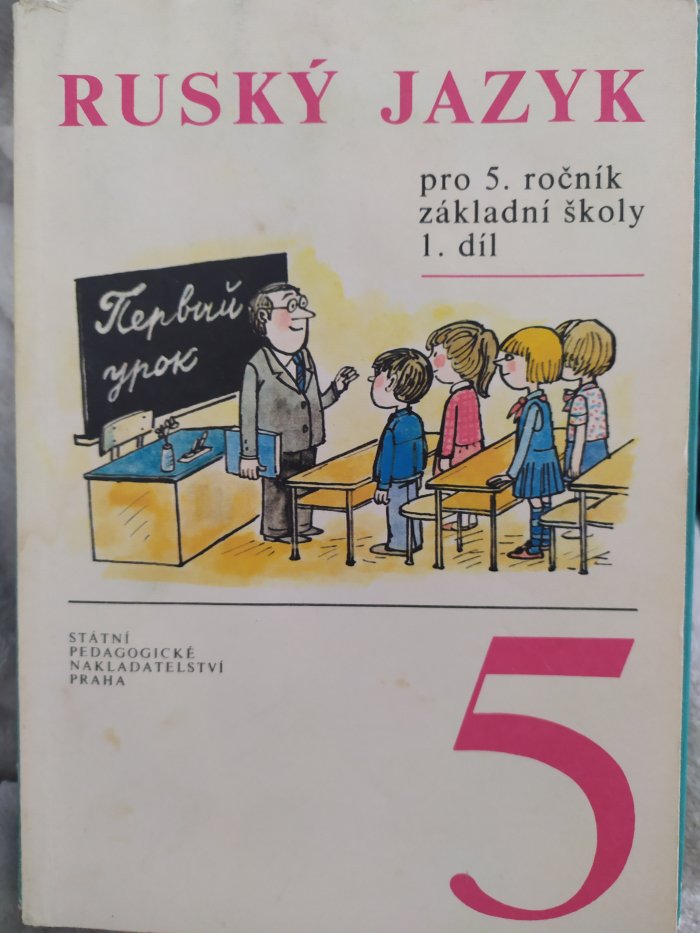 RUSKÝ JAZYK
pro 5. ročník
základní školy
1. díl
Первый
урок
STÁTNÍ
PEDAGOGICKÉ
NAKLADATELSTVÍ
PRAHA
5